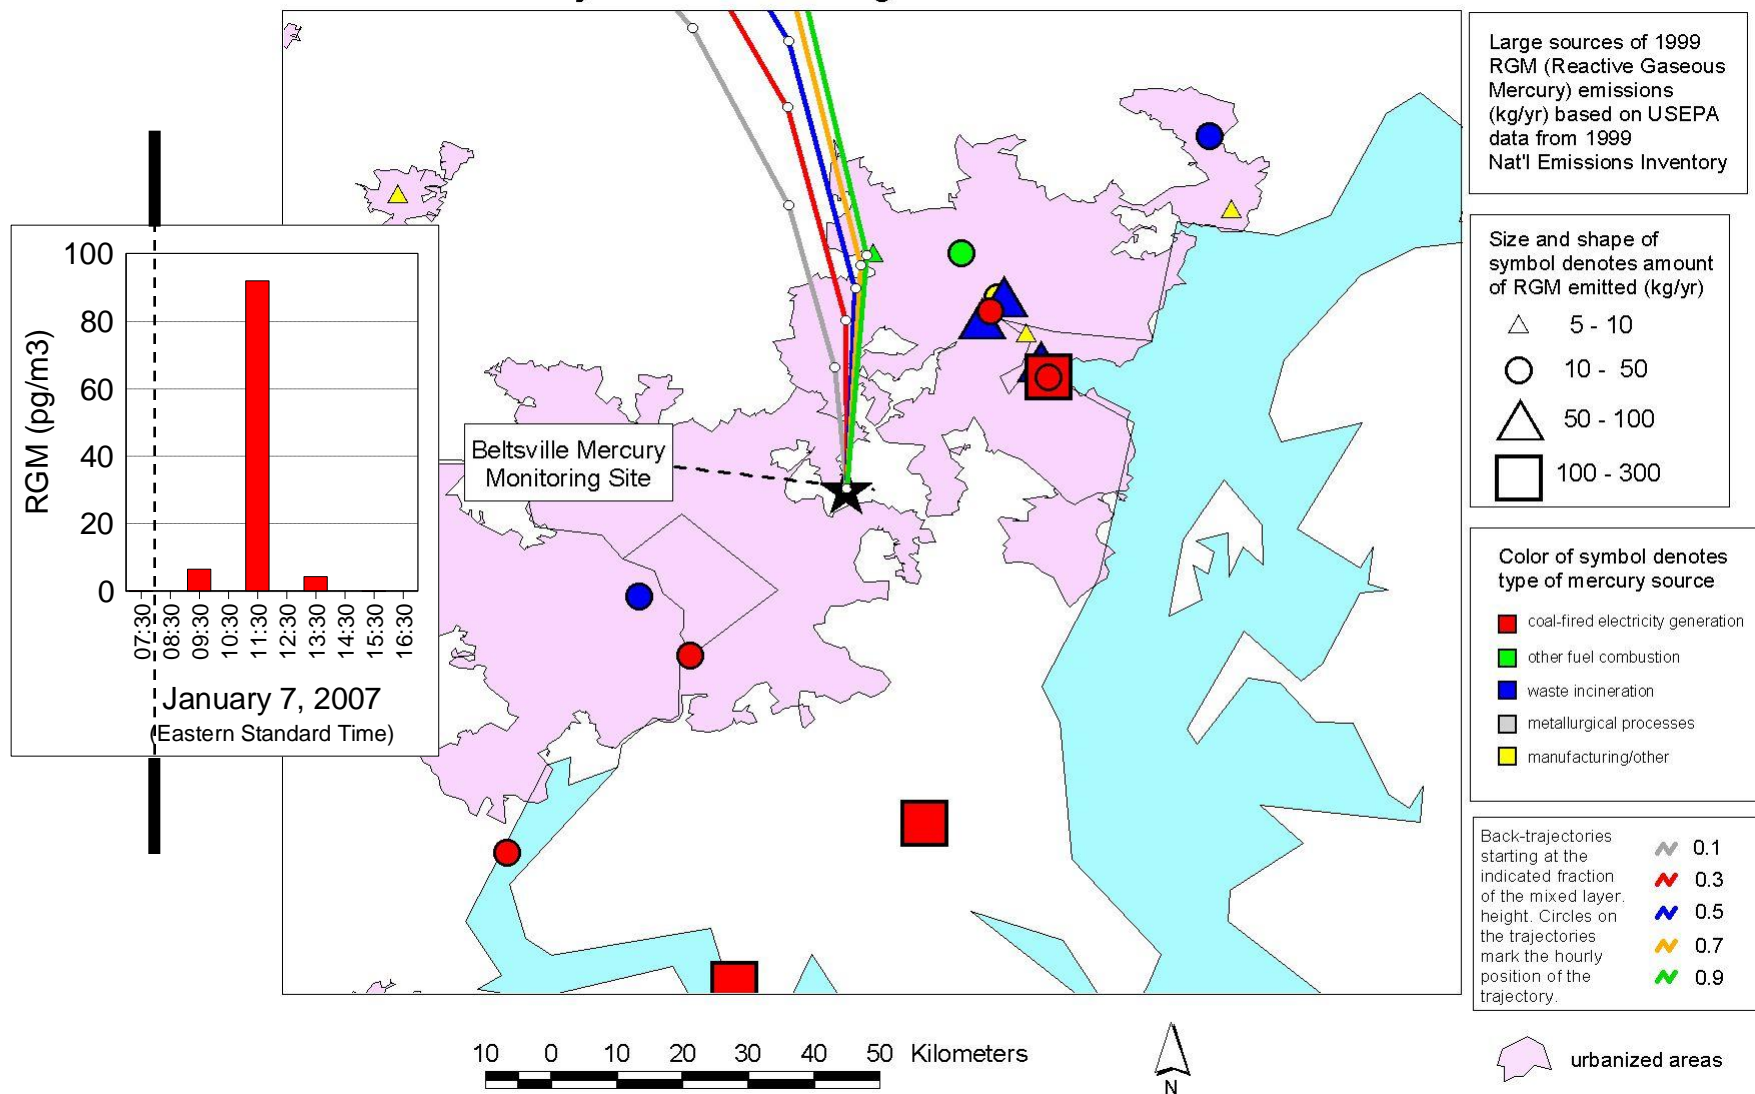 Large sources of 1999
RGM (Reactive Gaseous
Mercury) emissions
(kg/yr) based on USEPA
data from 1999
Nat'l Emissions Inventory
Size and shape of
symbol denotes amount
of RGM emitted (kg/yr)
5 - 10
10 - 50
50 - 100
100 - 300
Color of symbol denotes
type of mercury source
coal-fired electricity generation
other fuel combustion
waste incineration
metallurgical processes
manufacturing/other
Back-trajectories
starting at the
indicated fraction
of the mixed layer.
height. Circles on
the trajectories
mark the hourly
position of the
trajectory.
0.1
0.3
0.5
0.7
0.9
urbanized areas
Beltsville Mercury
Monitoring Site
RGM (pg/m3)
100
80
60
40
20
0
07:30
08:30
09:30
10:30
11:30
12:30
13:30
14:30
15:30
16:30
January 7, 2007
(Eastern Standard Time)
10 0 10 20 30 40 50 Kilometers
N